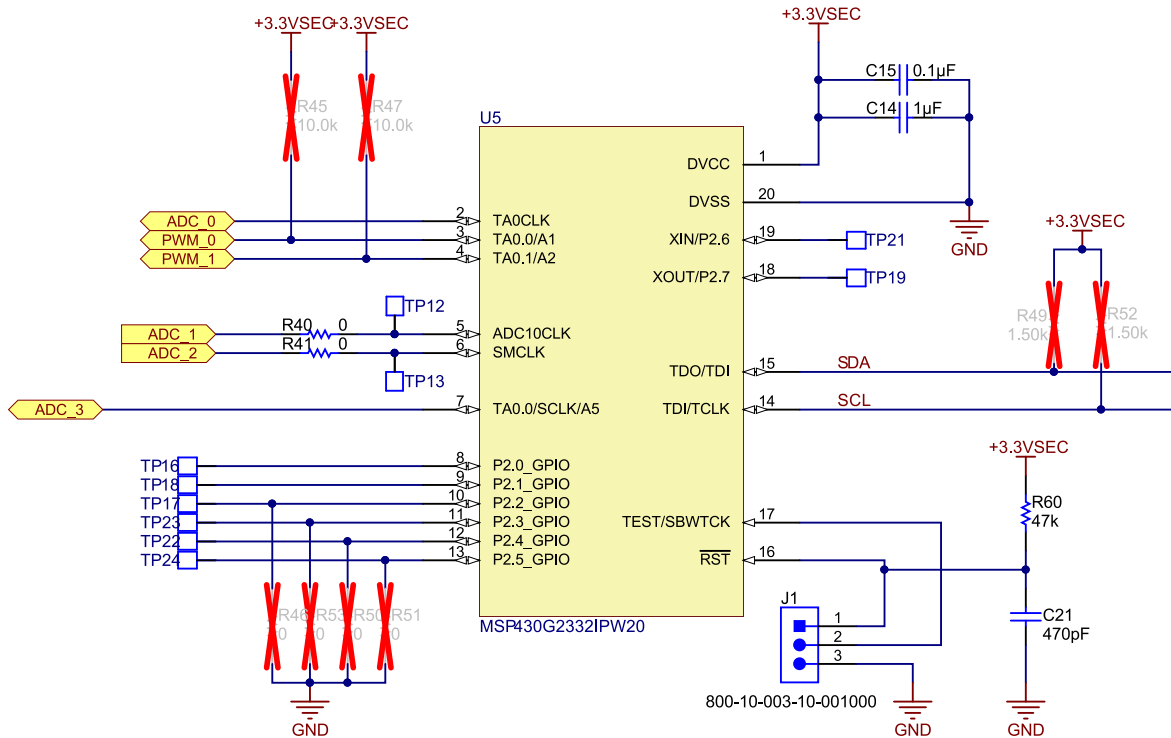 +3.3VSEC
+3.3VSEC
R45
10.0k
R47
10.0k
+3.3VSEC
C15
0.1µF
C14
1µF
U5
DVCC
1
DVSS
20
GND
ADC_0
2
TA0CLK
PWM_0
3
TA0.0/A1
PWM_1
4
TA0.1/A2
XIN/P2.6
19
TP21
XOUT/P2.7
18
TP19
+3.3VSEC
R49
1.50k
R52
1.50k
TP12
ADC_1
R40
0
5
ADC10CLK
ADC_2
R41
0
6
SMCLK
TP13
TDO/TDI
15
SDA
ADC_3
7
TA0.0/SCLK/A5
TDI/TCLK
14
SCL
TP16
8
P2.0_GPIO
TP18
9
P2.1_GPIO
TP17
10
P2.2_GPIO
TP23
11
P2.3_GPIO
TP22
12
P2.4_GPIO
TP24
13
P2.5_GPIO
TEST/SBWTCK
17
RST
16
+3.3VSEC
R60
47k
C21
470pF
GND
R46
0
R53
0
R50
0
R51
0
GND
MSP430G2332IPW20
J1
1
2
3
800-10-003-10-001000
GND